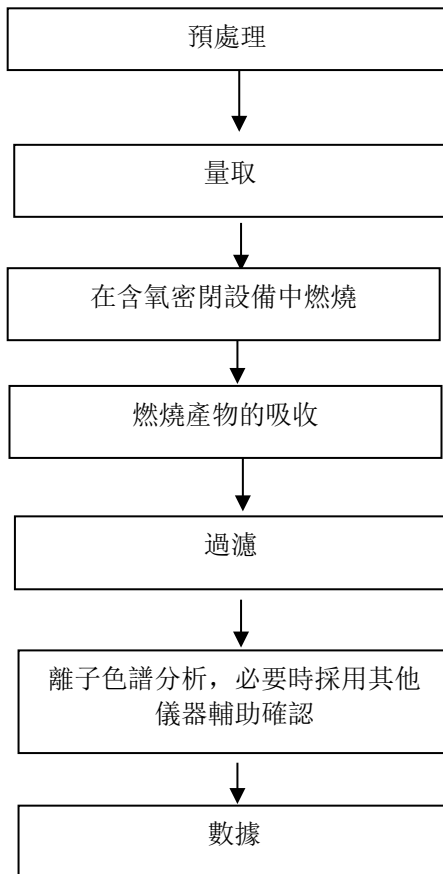 預處理
量取
在含氧密閉設備中燃燒
燃燒產物的吸收
過濾
離子色譜分析，必要時採用其他
儀器輔助確認
數據